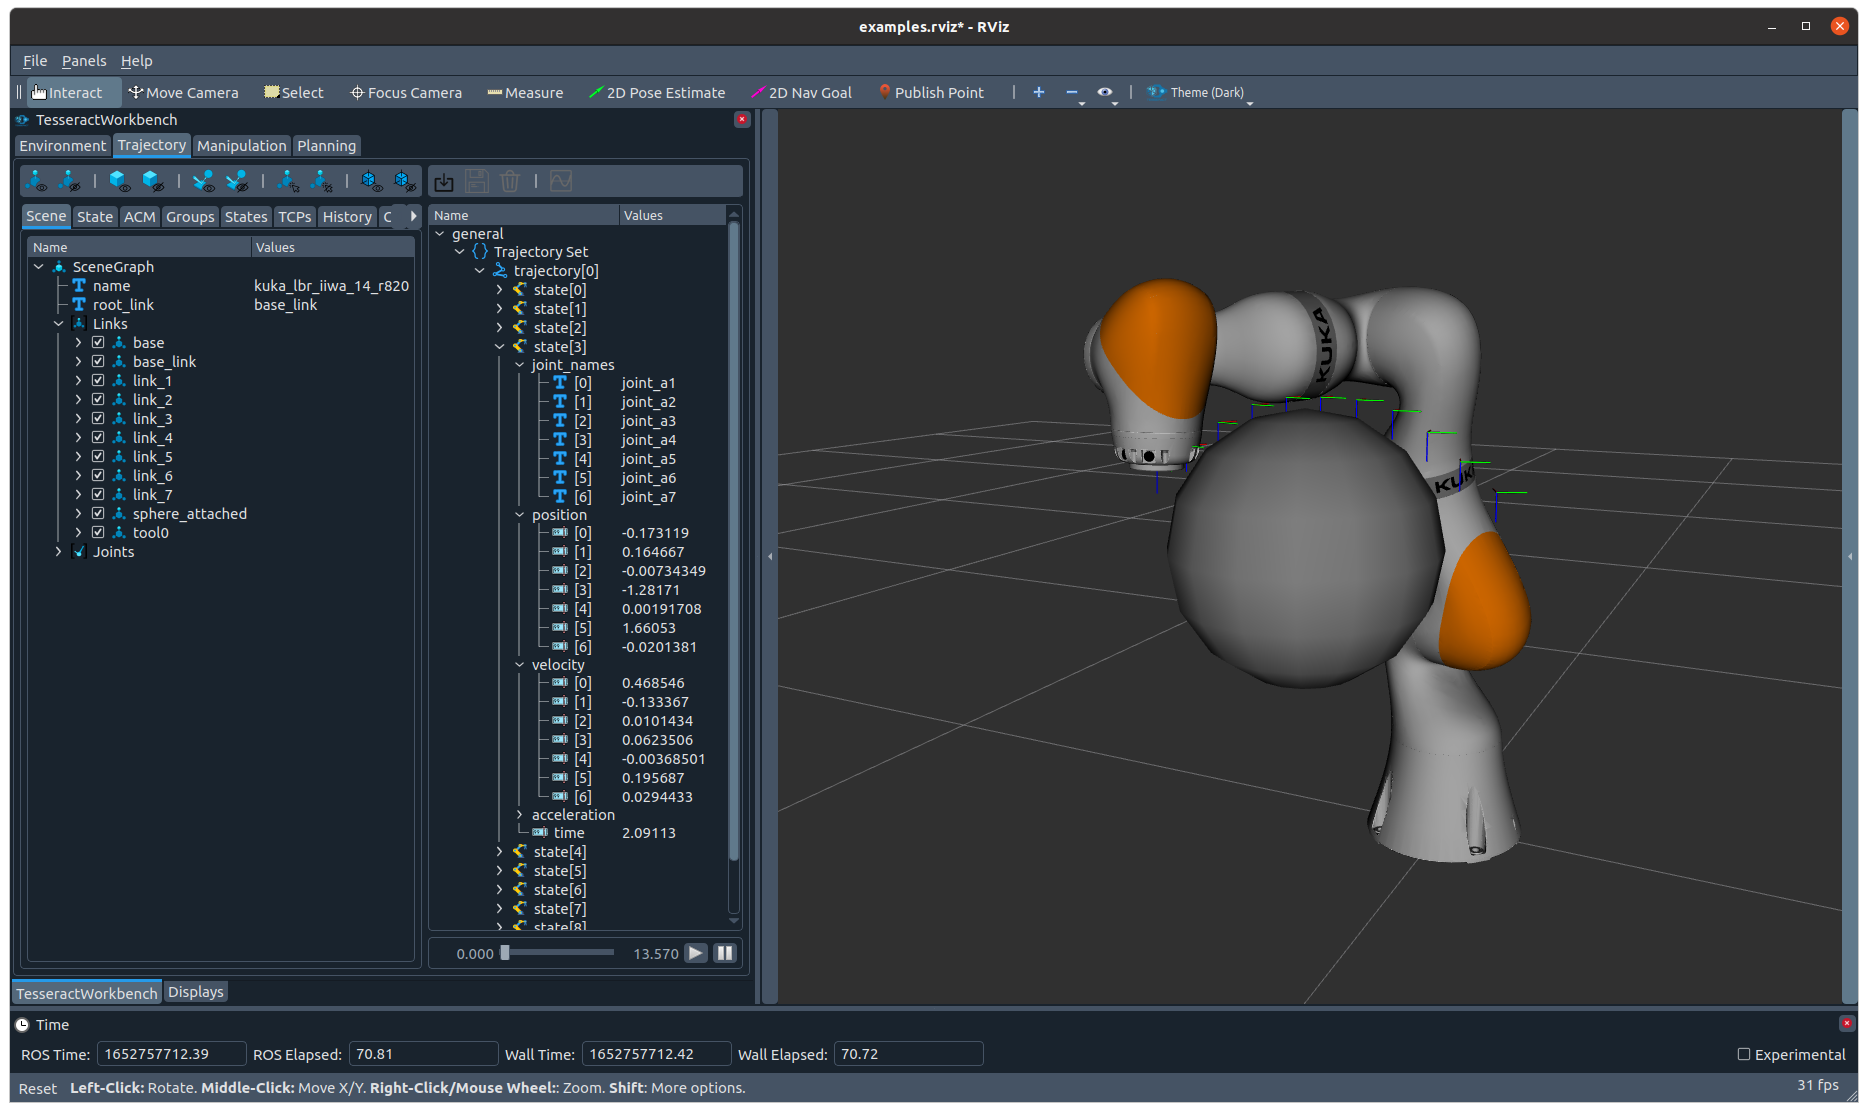 examples.rviz* - RViz
File Panels Help
Interact Move Camera Select Focus Camera Measure 2D Pose Estimate 2D Nav Goal Publish Point Theme (Dark)
TesseractWorkbench
Environment Trajectory Manipulation Planning
Scene State ACM Groups States TCPs History
Name Values
SceneGraph
name kuka_lbr_iiwa_14_r820
root_link base_link
Links
base
base_link
link_1
link_2
link_3
link_4
link_5
link_6
link_7
sphere_attached
tool0
Joints
Name Values
general
{} Trajectory Set
trajectory[0]
state[0]
state[1]
state[2]
state[3]
joint_names
[0] joint_a1
[1] joint_a2
[2] joint_a3
[3] joint_a4
[4] joint_a5
[5] joint_a6
[6] joint_a7
position
[0] -0.173119
[1] 0.164667
[2] -0.00734349
[3] -1.28171
[4] 0.00191708
[5] 1.66053
[6] -0.0201381
velocity
[0] 0.468546
[1] -0.133367
[2] 0.0101434
[3] 0.0623506
[4] -0.00368501
[5] 0.195687
[6] 0.0294433
acceleration
time 2.09113
state[4]
state[5]
state[6]
state[7]
state[8]
0.000 13.570
KUKA
KUKA
TesseractWorkbench Displays
Time
ROS Time: 1652757712.39 ROS Elapsed: 70.81 Wall Time: 1652757712.42 Wall Elapsed: 70.72 Experimental
Reset Left-Click: Rotate. Middle-Click: Move X/Y. Right-Click/Mouse Wheel:: Zoom. Shift: More options. 31 fps